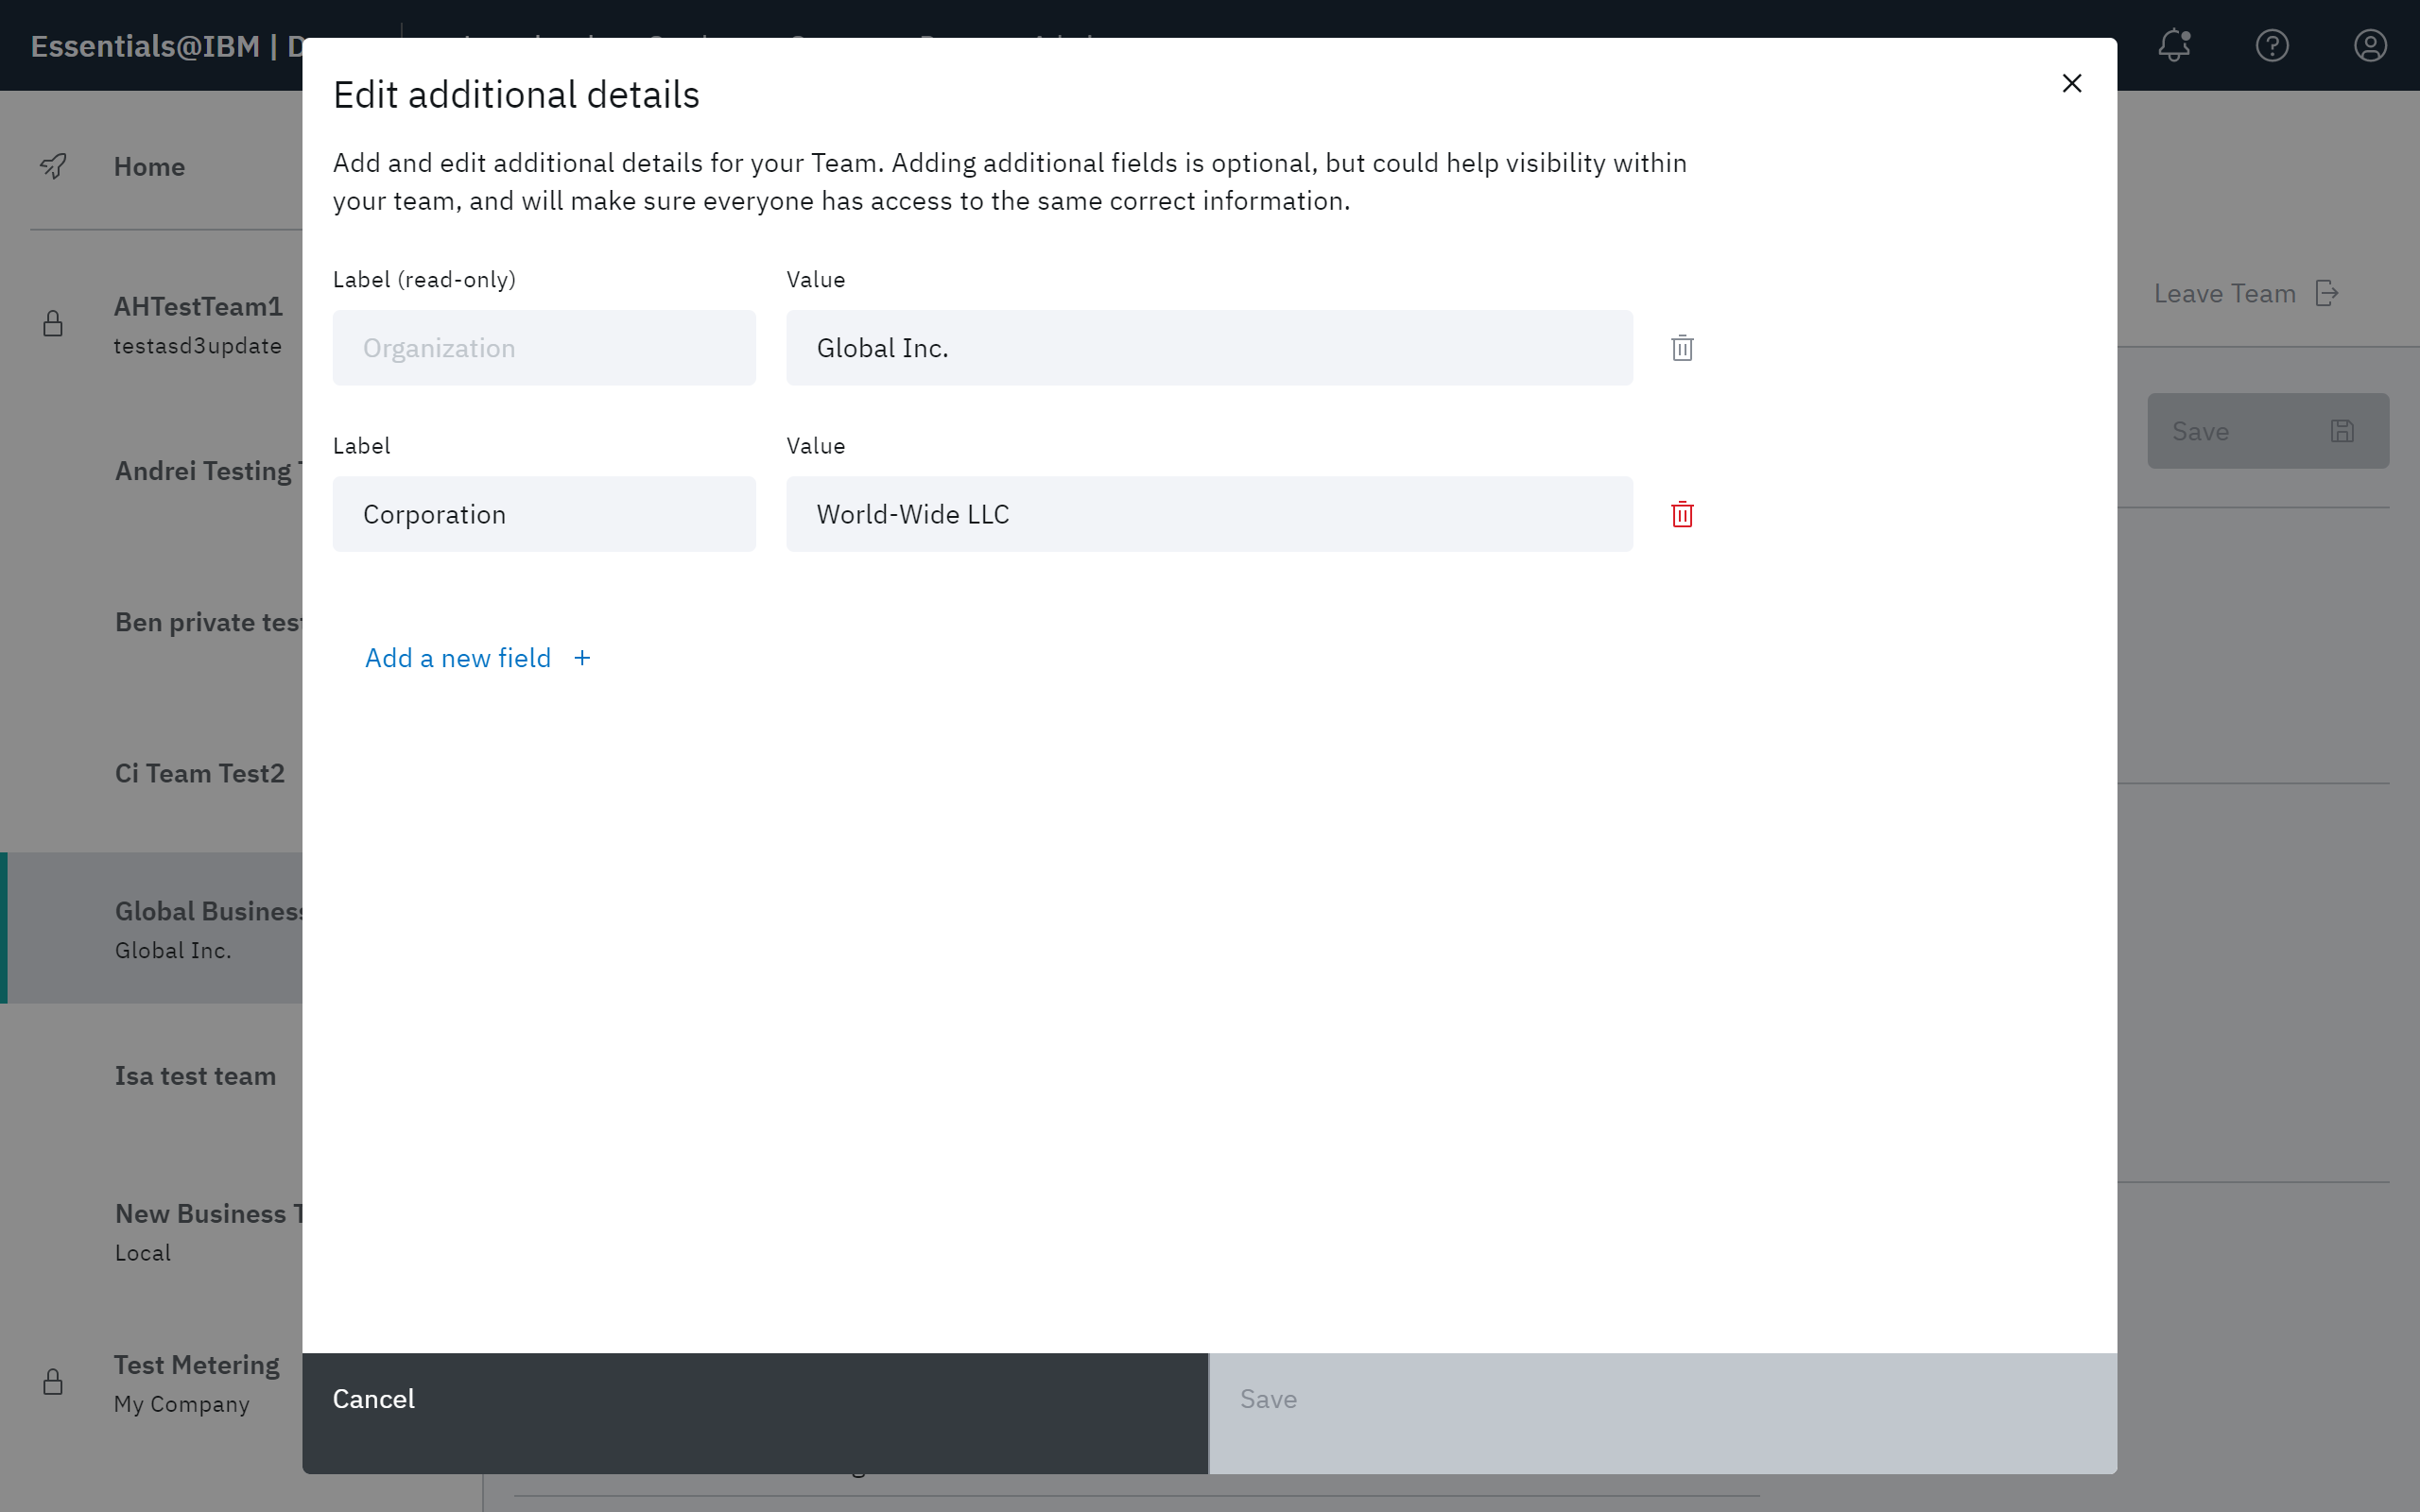 Essentials@IBM | D
Home
AHTestTeam1
testasd3update
Andrei Testing
Ben private test
Ci Team Test2
Global Business
Global Inc.
Isa test team
New Business T
Local
Test Metering
My Company
Edit additional details
Add and edit additional details for your Team. Adding additional fields is optional, but could help visibility within
your team, and will make sure everyone has access to the same correct information.
Label (read-only) Value
Organization Global Inc.
Label Value
Corporation World-Wide LLC
Add a new field +
Cancel Save
Leave Team
Save